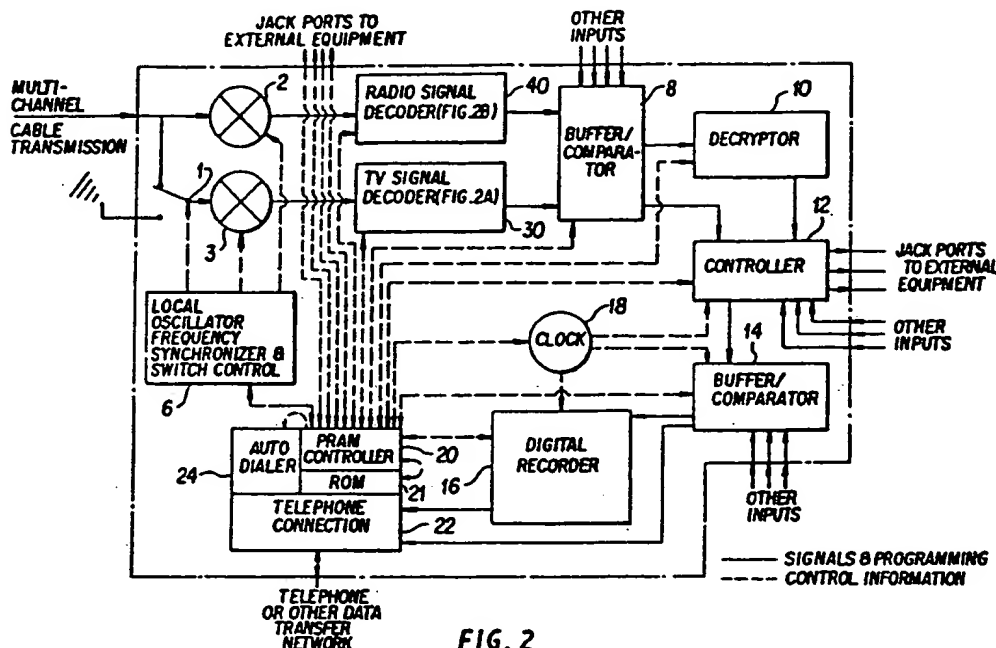 JACK PORTS TO
EXTERNAL EQUIPMENT
OTHER
INPUTS
MULTI-
CHANNEL
CABLE
TRANSMISSION
2
RADIO SIGNAL
DECODER(FIG.2B)
40
8
BUFFER/
COMPARA-
TOR
10
DECRYPTOR
1
3
TV SIGNAL
DECODER(FIG.2A)
30
12
CONTROLLER
JACK PORTS
TO EXTERNAL
EQUIPMENT
OTHER
INPUTS
LOCAL
OSCILLATOR
FREQUENCY
SYNCHRONIZER &
SWITCH CONTROL
6
18
CLOCK
14
BUFFER/
COMPARATOR
OTHER
INPUTS
24
AUTO
DIALER
PRAM
CONTROLLER
20
ROM
21
TELEPHONE
CONNECTION
22
16
DIGITAL
RECORDER
SIGNALS & PROGRAMMING
CONTROL INFORMATION
TELEPHONE
OR OTHER DATA
TRANSFER
NETWORK
FIG. 2